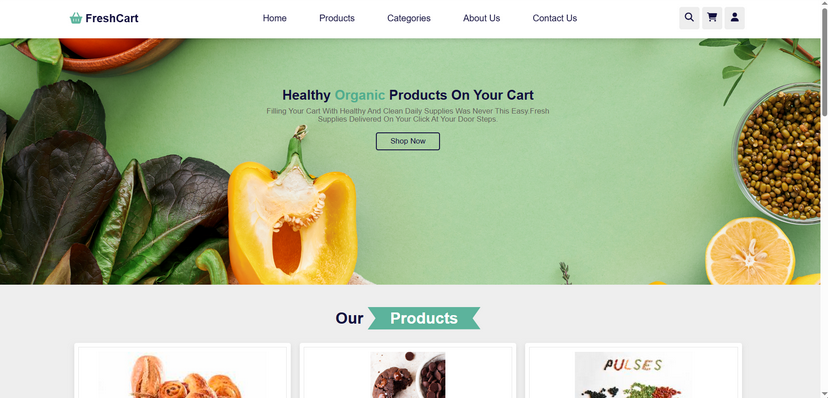 FreshCart
Home Products Categories About Us Contact Us
Healthy Organic Products On Your Cart
Filling Your Cart With Healthy And Clean Daily Supplies Was Never This Easy.Fresh
Supplies Delivered On Your Click At Your Door Steps.
Shop Now
Our Products
PULSES